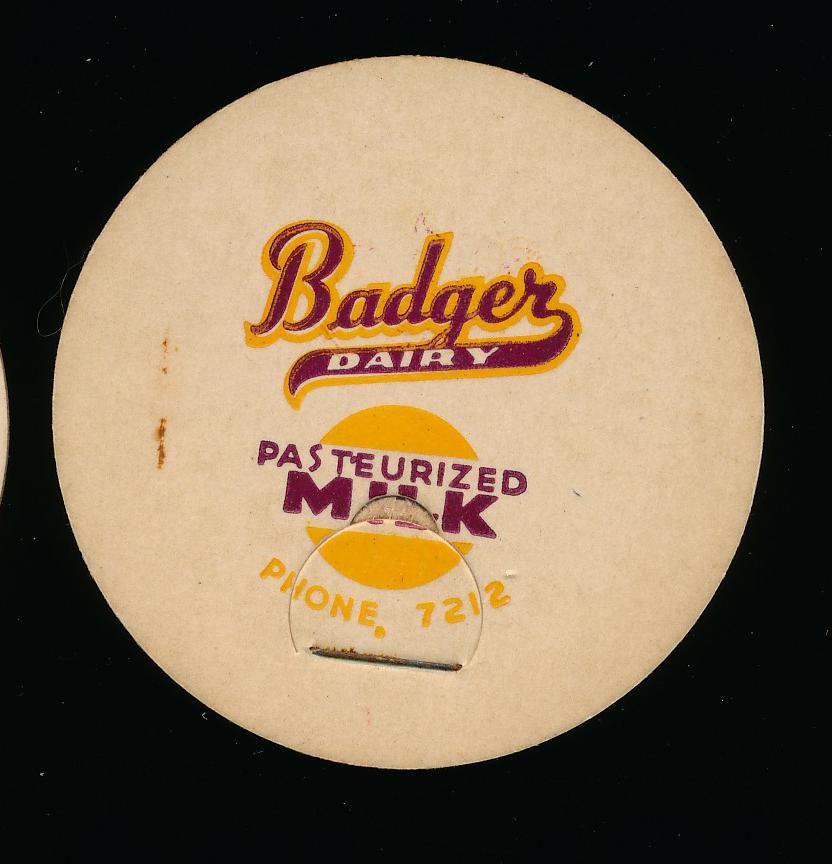 Badger
DAIRY
PASTEURIZED
MILK
PHONE. 7212